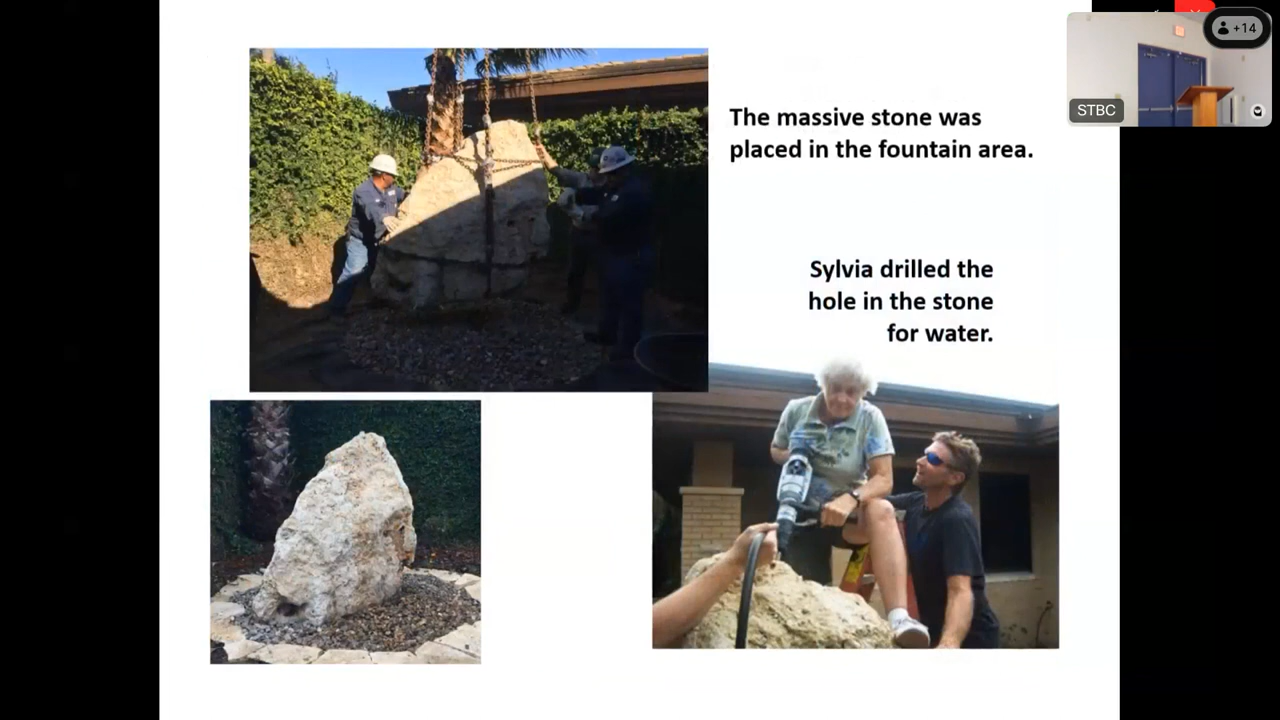 The massive stone was
placed in the fountain area.
Sylvia drilled the
hole in the stone
for water.
+14
STBC